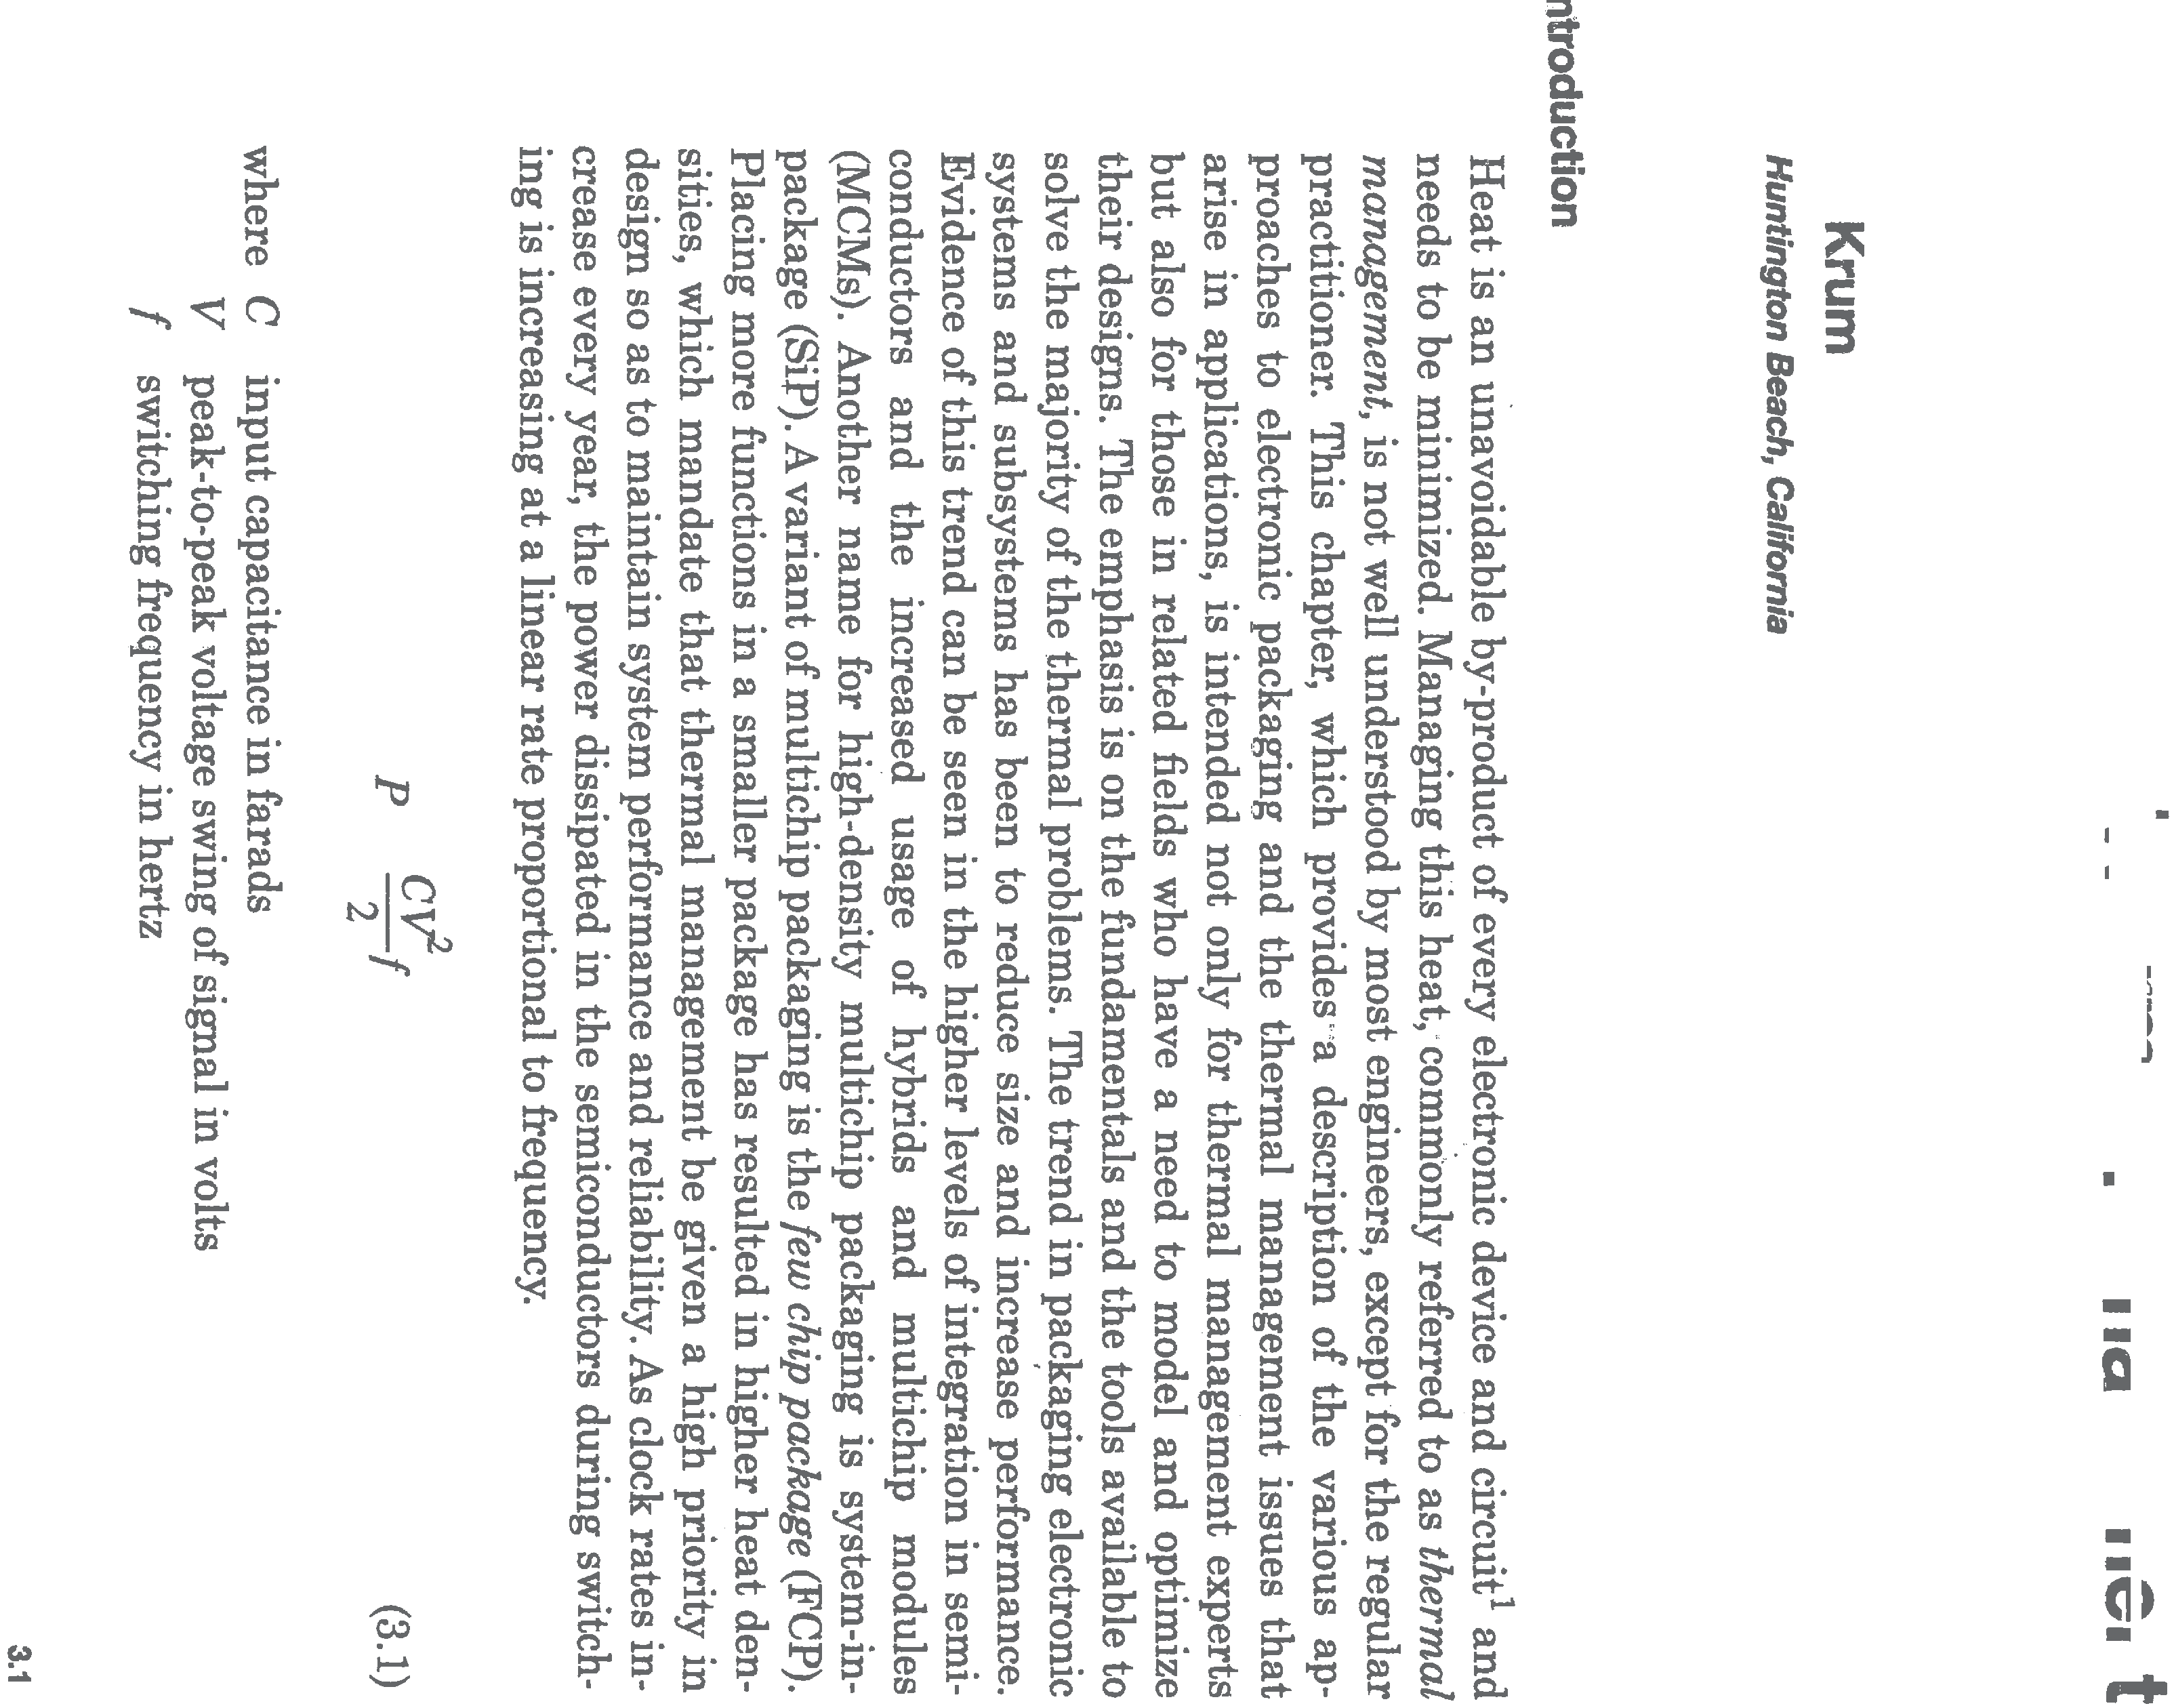 Krum
Huntington Beach, California
ntroduction
Heat is an unavoidable by-product of every electronic device and circuit¹ and
needs to be minimized. Managing this heat, commonly referred to as thermal
management, is not well understood by most engineers, except for the regular
practitioner. This chapter, which provides a description of the various ap-
proaches to electronic packaging and the thermal management issues that
arise in applications, is intended not only for thermal management experts
but also for those in related fields who have a need to model and optimize
their designs. The emphasis is on the fundamentals and the tools available to
solve the majority of the thermal problems. The trend in packaging electronic
systems and subsystems has been to reduce size and increase performance.
Evidence of this trend can be seen in the higher levels of integration in semi-
conductors and the increased usage of hybrids and multichip modules
(MCMs). Another name for high-density multichip packaging is system-in-
package (SiP). A variant of multichip packaging is the few chip package (FCP).
Placing more functions in a smaller package has resulted in higher heat den-
sities, which mandate that thermal management be given a high priority in
design so as to maintain system performance and reliability. As clock rates in-
crease every year, the power dissipated in the semiconductors during switch-
ing is increasing at a linear rate proportional to frequency.
P CV²/2 f (3.1)
where C input capacitance in farads
V peak-to-peak voltage swing of signal in volts
f switching frequency in hertz
3.1